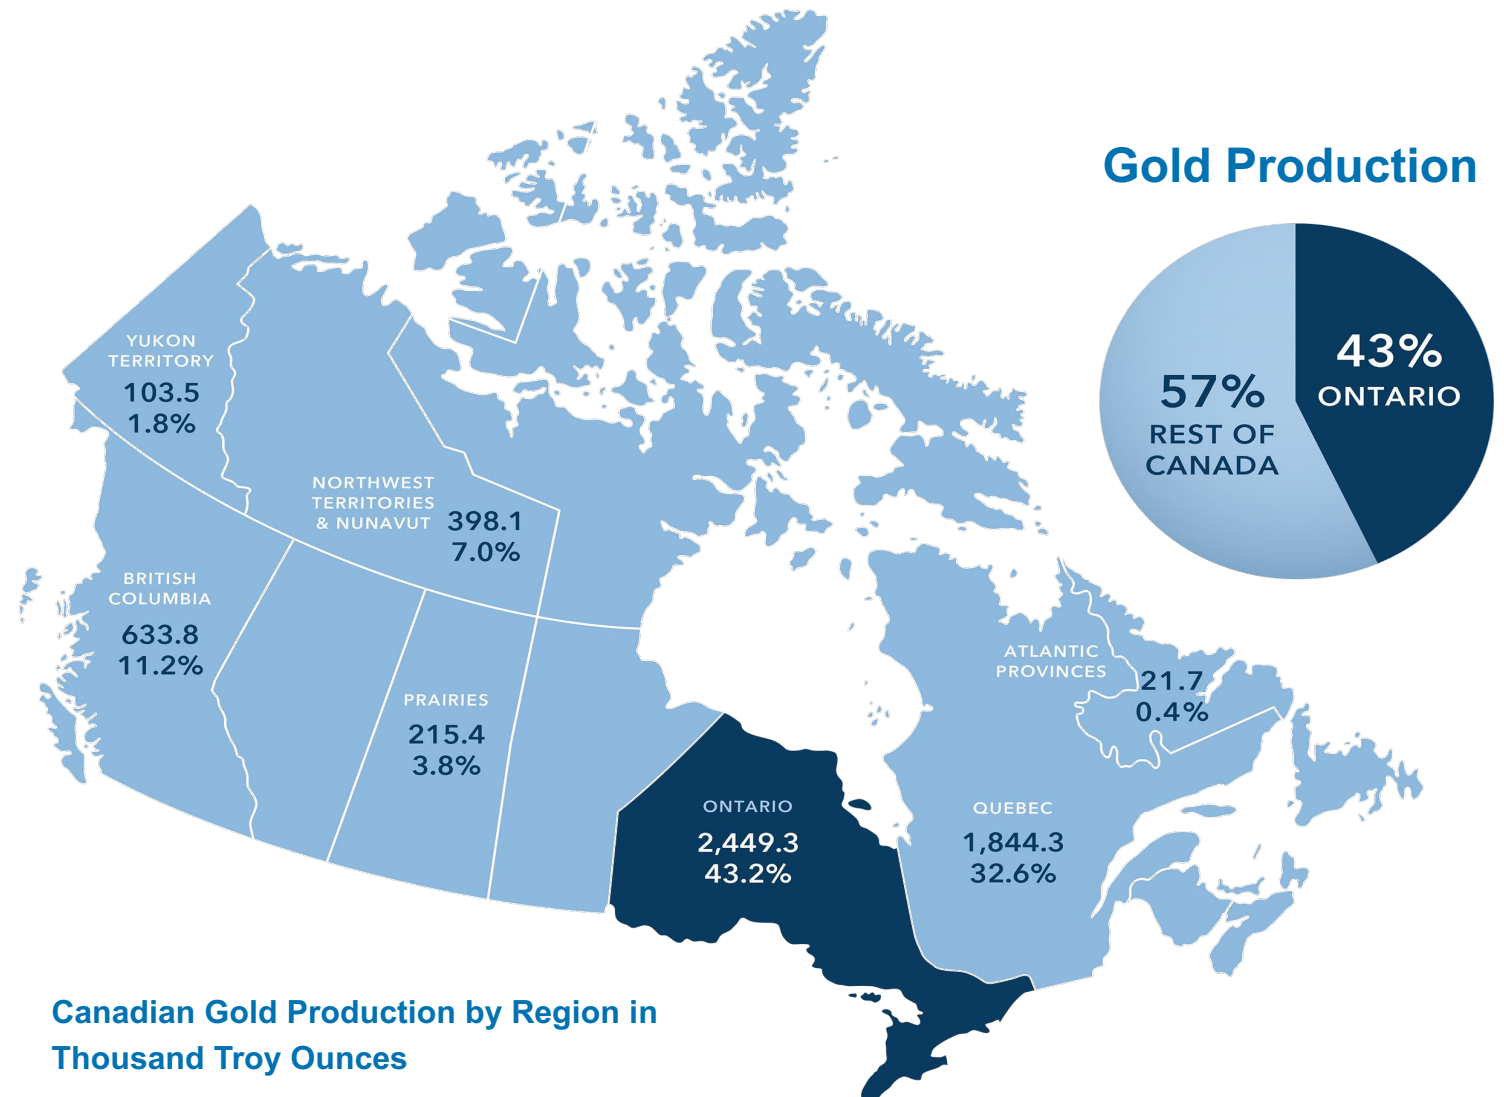 Gold Production
43%
ONTARIO
57%
REST OF
CANADA
YUKON
TERRITORY
103.5
1.8%
NORTHWEST
TERRITORIES
& NUNAVUT
398.1
7.0%
BRITISH
COLUMBIA
633.8
11.2%
PRAIRIES
215.4
3.8%
ONTARIO
2,449.3
43.2%
QUEBEC
1,844.3
32.6%
ATLANTIC
PROVINCES
21.7
0.4%
Canadian Gold Production by Region in
Thousand Troy Ounces